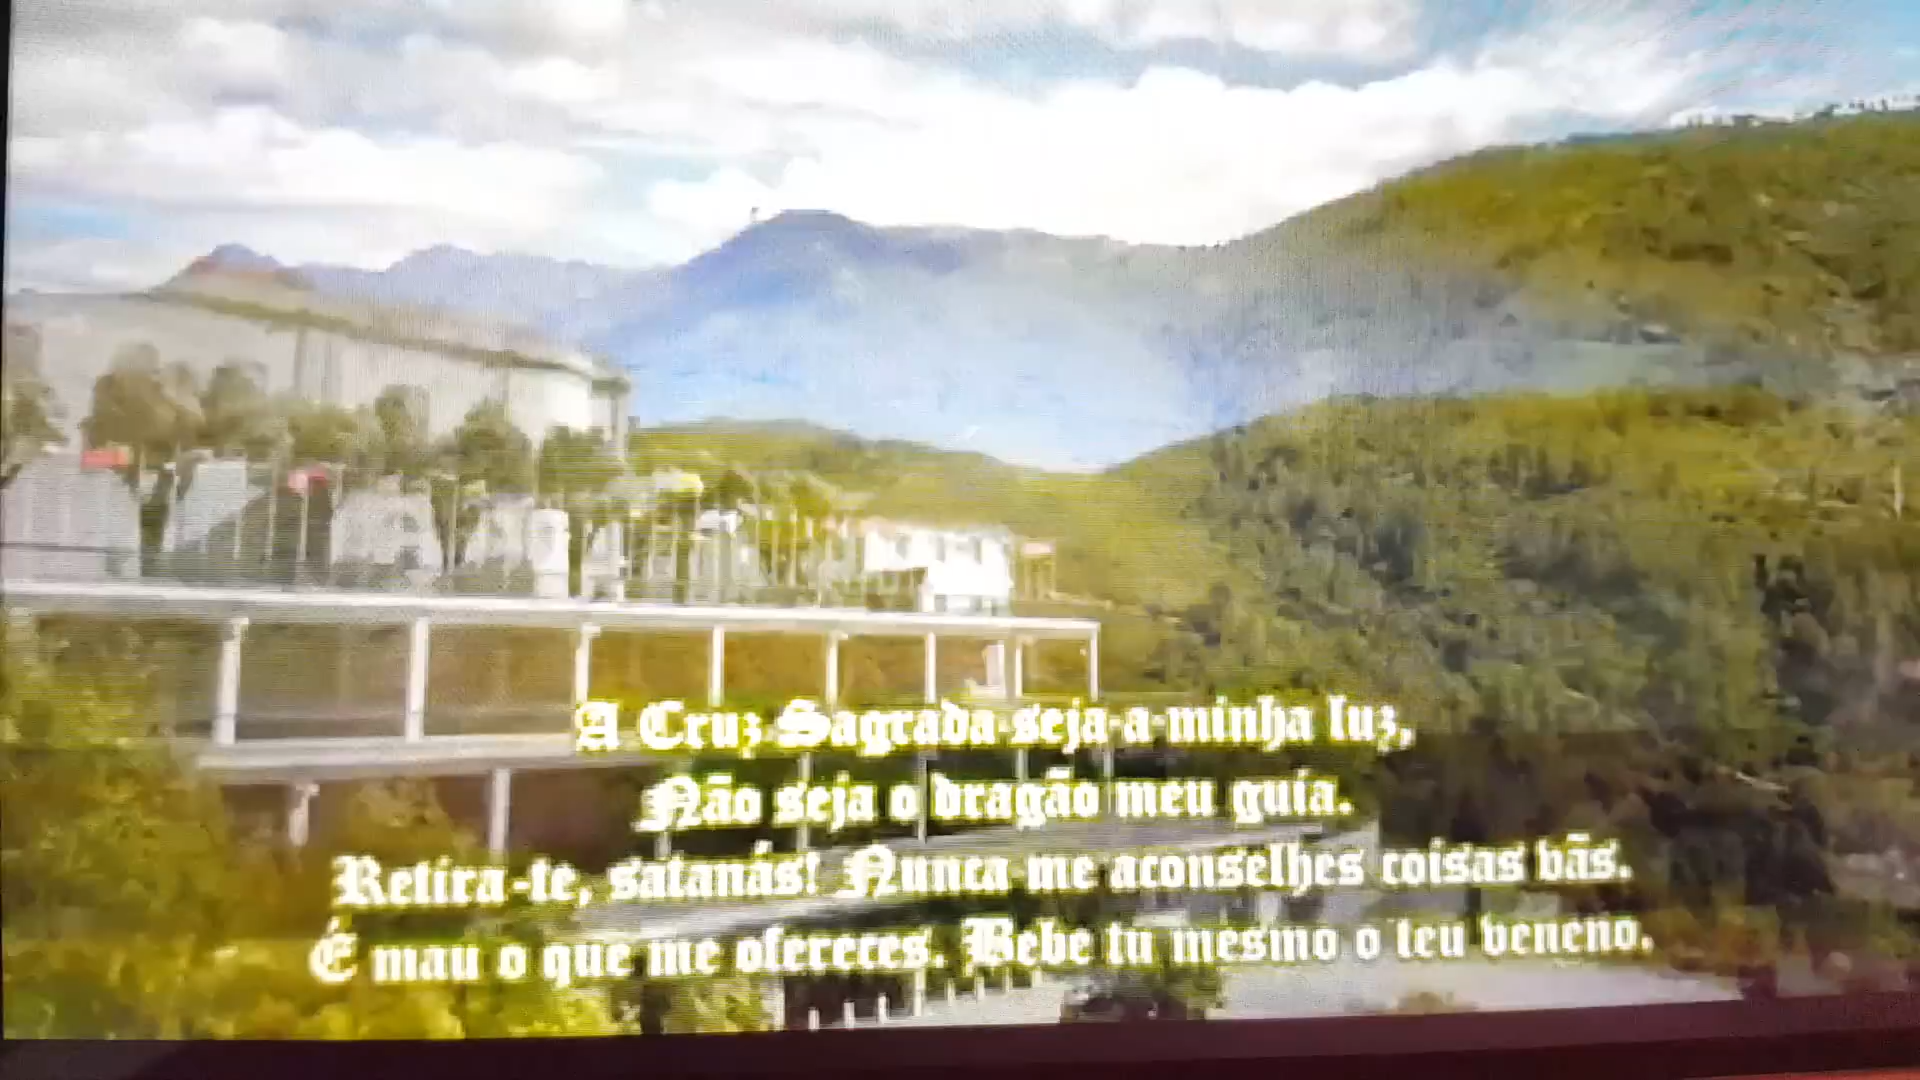 A Cruz Sagrada seja a minha luz,
Não seja o dragão meu guia.
Retira-te, satanás! Nunca me aconselhes coisas vãs.
É mau o que me ofereces. Bebe tu mesmo o teu veneno.